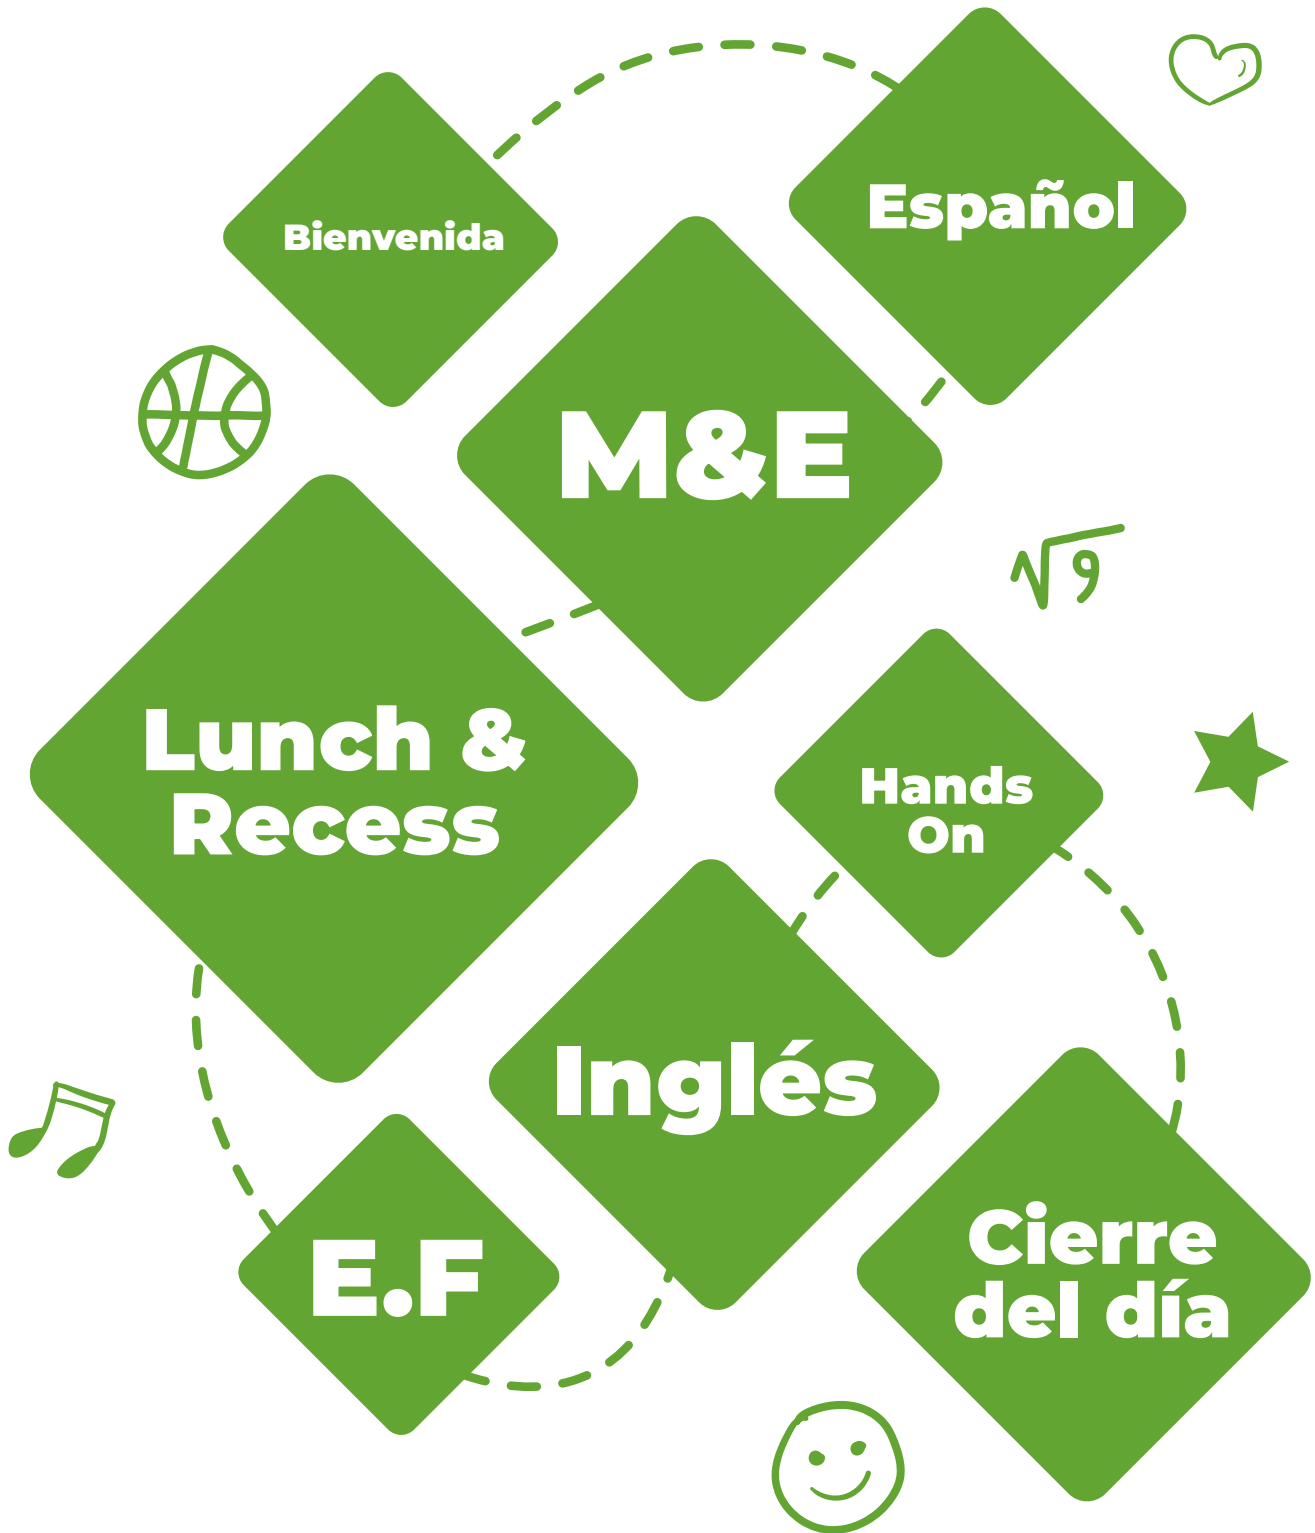 Bienvenida
Español
M&E
Lunch &
Recess
√9
Hands
On
Inglés
E.F
Cierre
del día